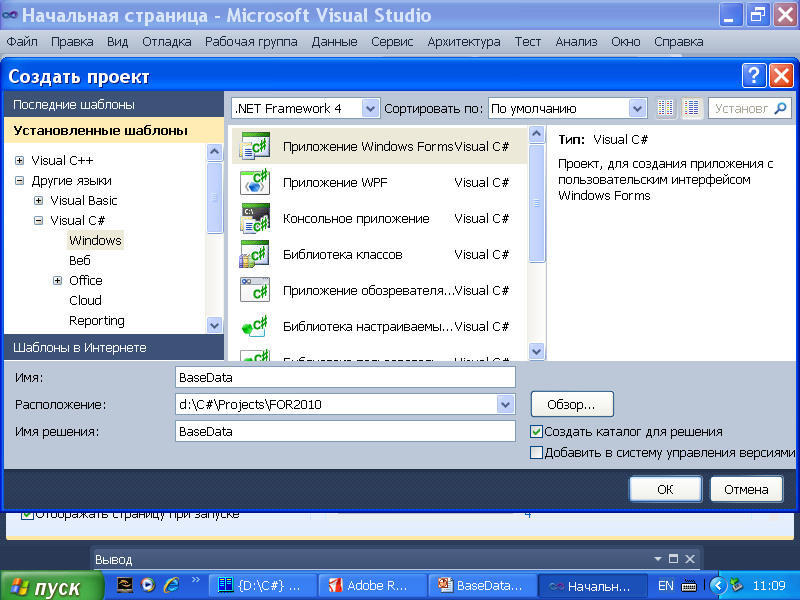 Начальная страница - Microsoft Visual Studio
Файл Правка Вид Отладка Рабочая группа Данные Сервис Архитектура Тест Анализ Окно Справка
Создать проект
Последние шаблоны
.NET Framework 4 Сортировать по: По умолчанию Установг
Установленные шаблоны
Visual C++
Другие языки
Visual Basic
Visual C#
Windows
Веб
Office
Cloud
Reporting
Шаблоны в Интернете
Приложение Windows Forms Visual C#
Приложение WPF Visual C#
Консольное приложение Visual C#
Библиотека классов Visual C#
Приложение обозревателя... Visual C#
Библиотека настраиваемы... Visual C#
Тип: Visual C#
Проект, для создания приложения с
пользовательским интерфейсом
Windows Forms
Имя: BaseData
Расположение: d:\C#\Projects\FOR2010 Обзор...
Имя решения: BaseData
Создать каталог для решения
Добавить в систему управления версиями
ОК Отмена
Отображать страницу при запуске
Вывод
пуск {D:\C#} ... Adobe R... BaseData... Начальн... EN 11:09